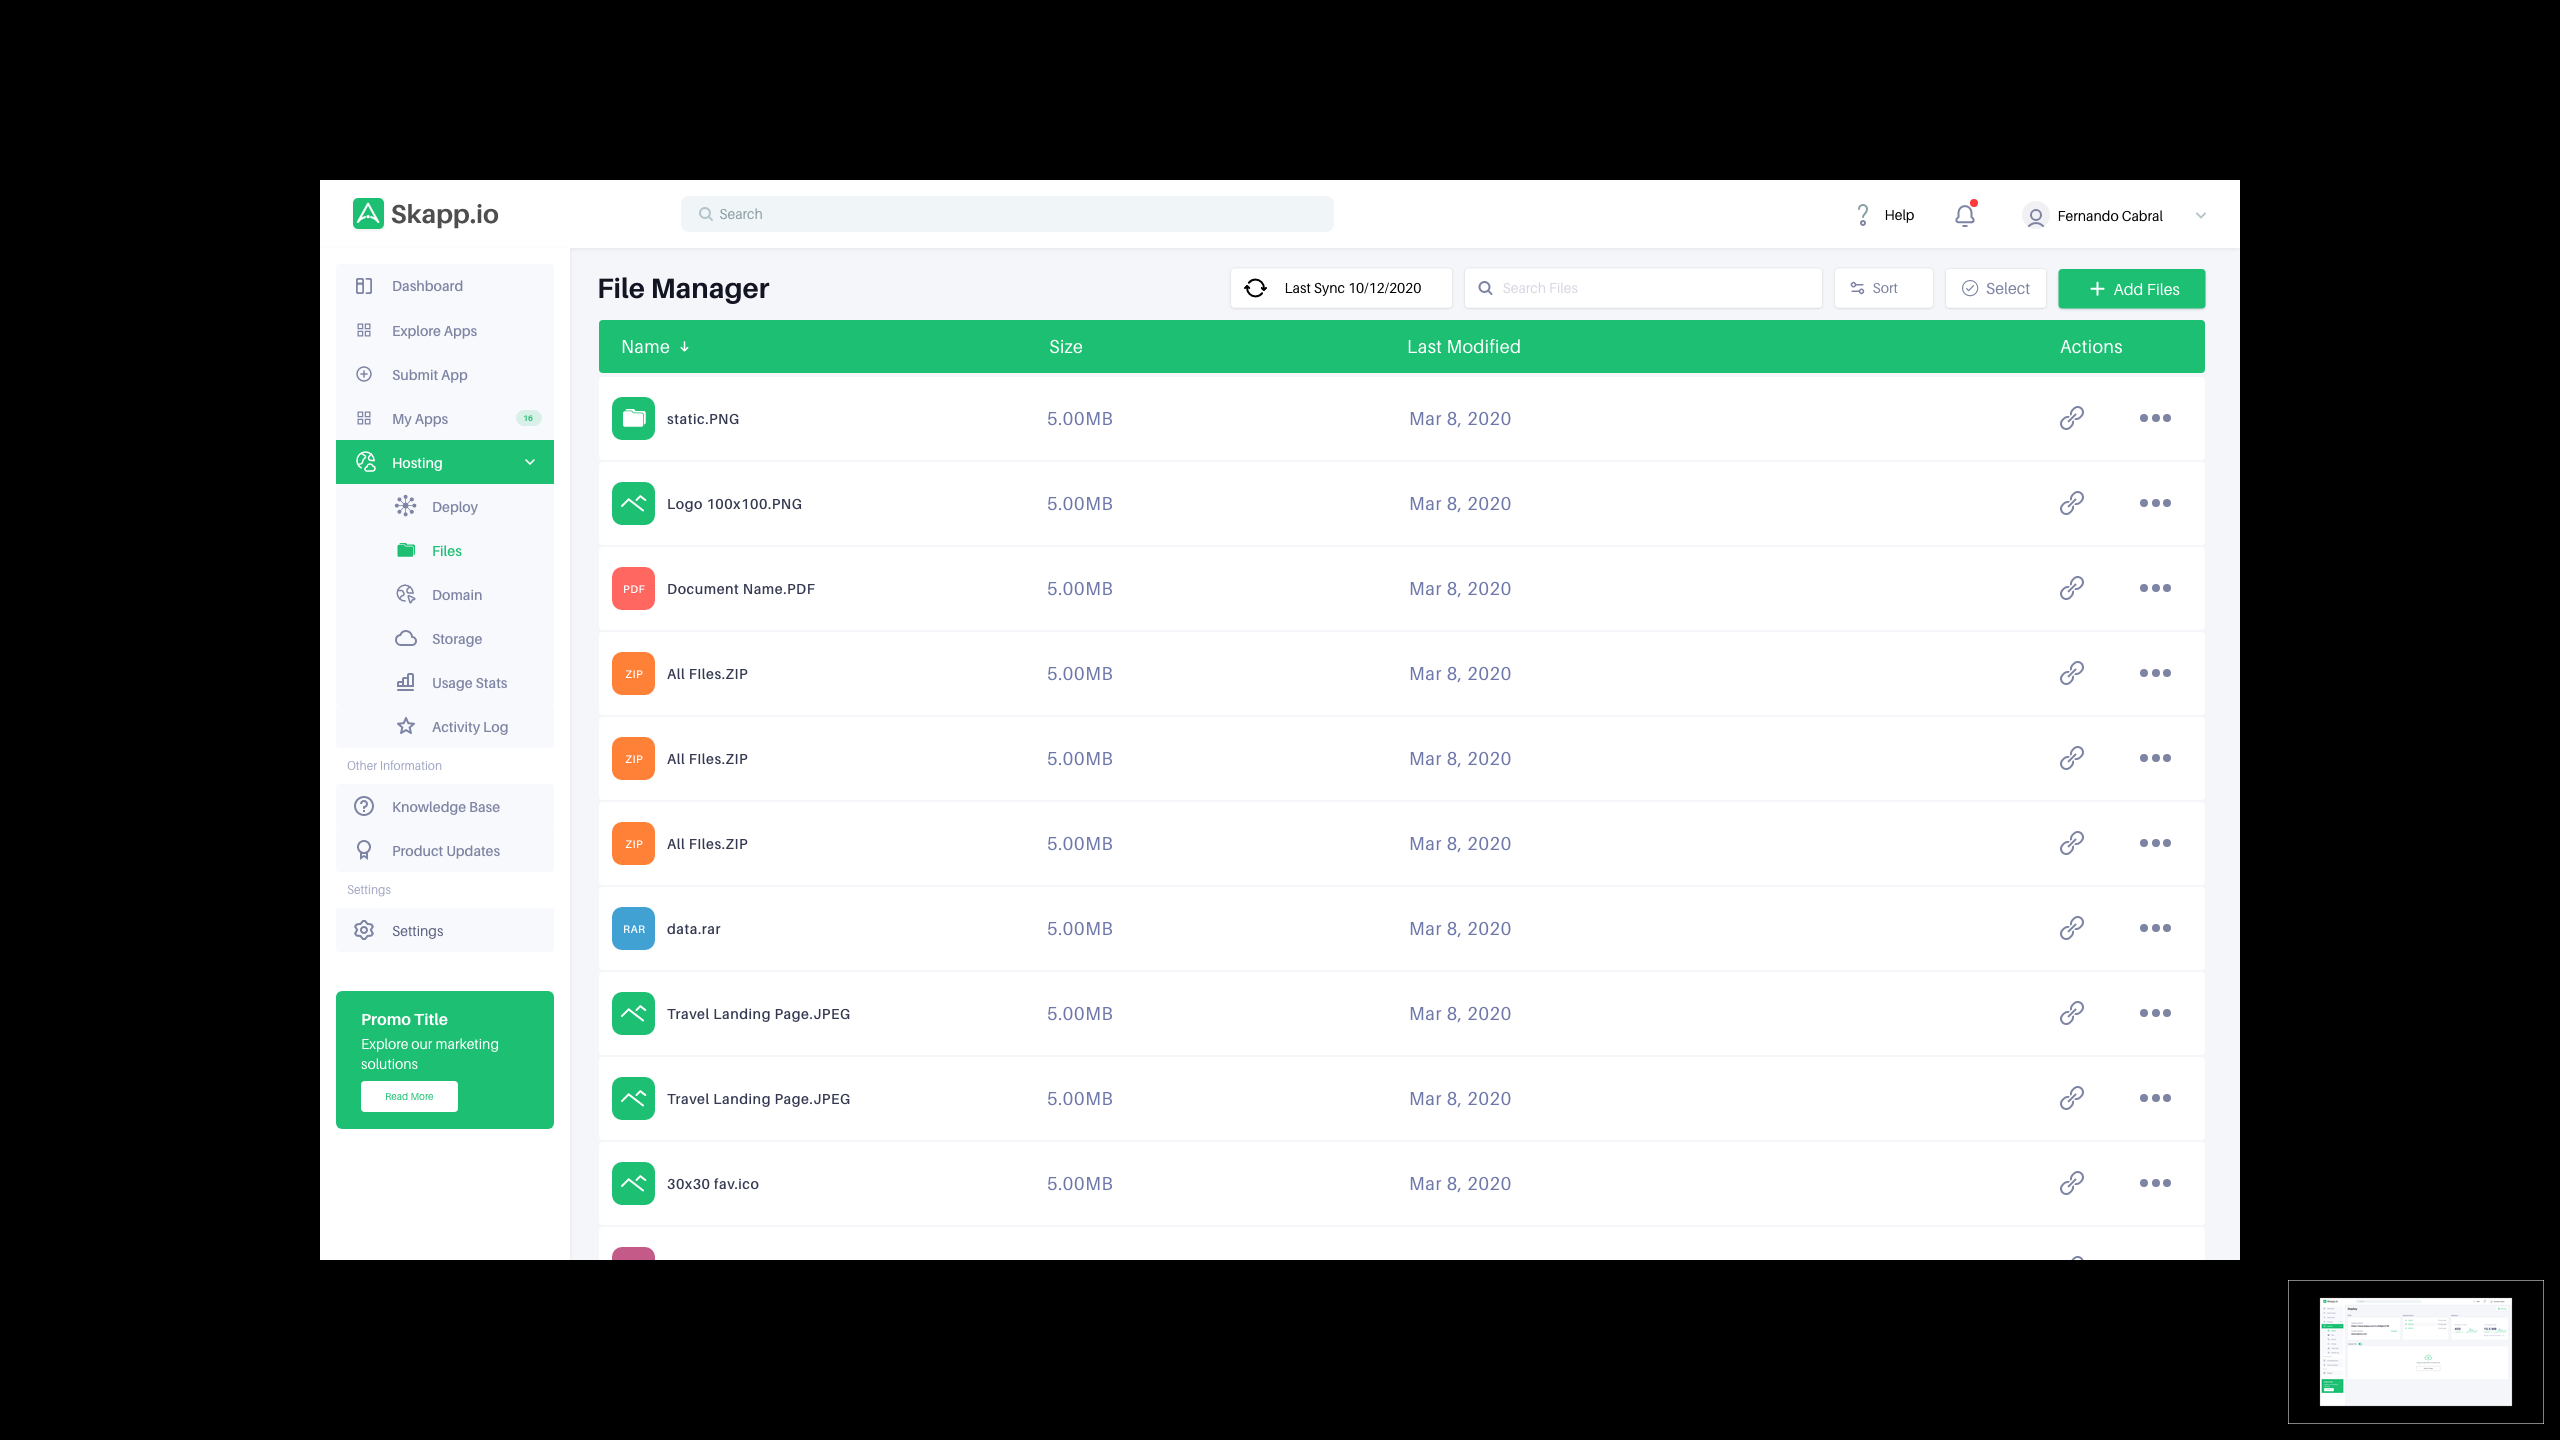 Skapp.io
Search
Help
Fernando Cabral
Dashboard
Explore Apps
Submit App
My Apps 16
Hosting
Deploy
Files
Domain
Storage
Usage Stats
Activity Log
Other Information
Knowledge Base
Product Updates
Settings
Settings
Promo Title
Explore our marketing
solutions
Read More
File Manager
Last Sync 10/12/2020
Search Files
Sort
Select
Add Files
Name Size Last Modified Actions
static.PNG 5.00MB Mar 8, 2020
Logo 100x100.PNG 5.00MB Mar 8, 2020
PDF Document Name.PDF 5.00MB Mar 8, 2020
ZIP All FIles.ZIP 5.00MB Mar 8, 2020
ZIP All FIles.ZIP 5.00MB Mar 8, 2020
ZIP All FIles.ZIP 5.00MB Mar 8, 2020
RAR data.rar 5.00MB Mar 8, 2020
Travel Landing Page.JPEG 5.00MB Mar 8, 2020
Travel Landing Page.JPEG 5.00MB Mar 8, 2020
30x30 fav.ico 5.00MB Mar 8, 2020